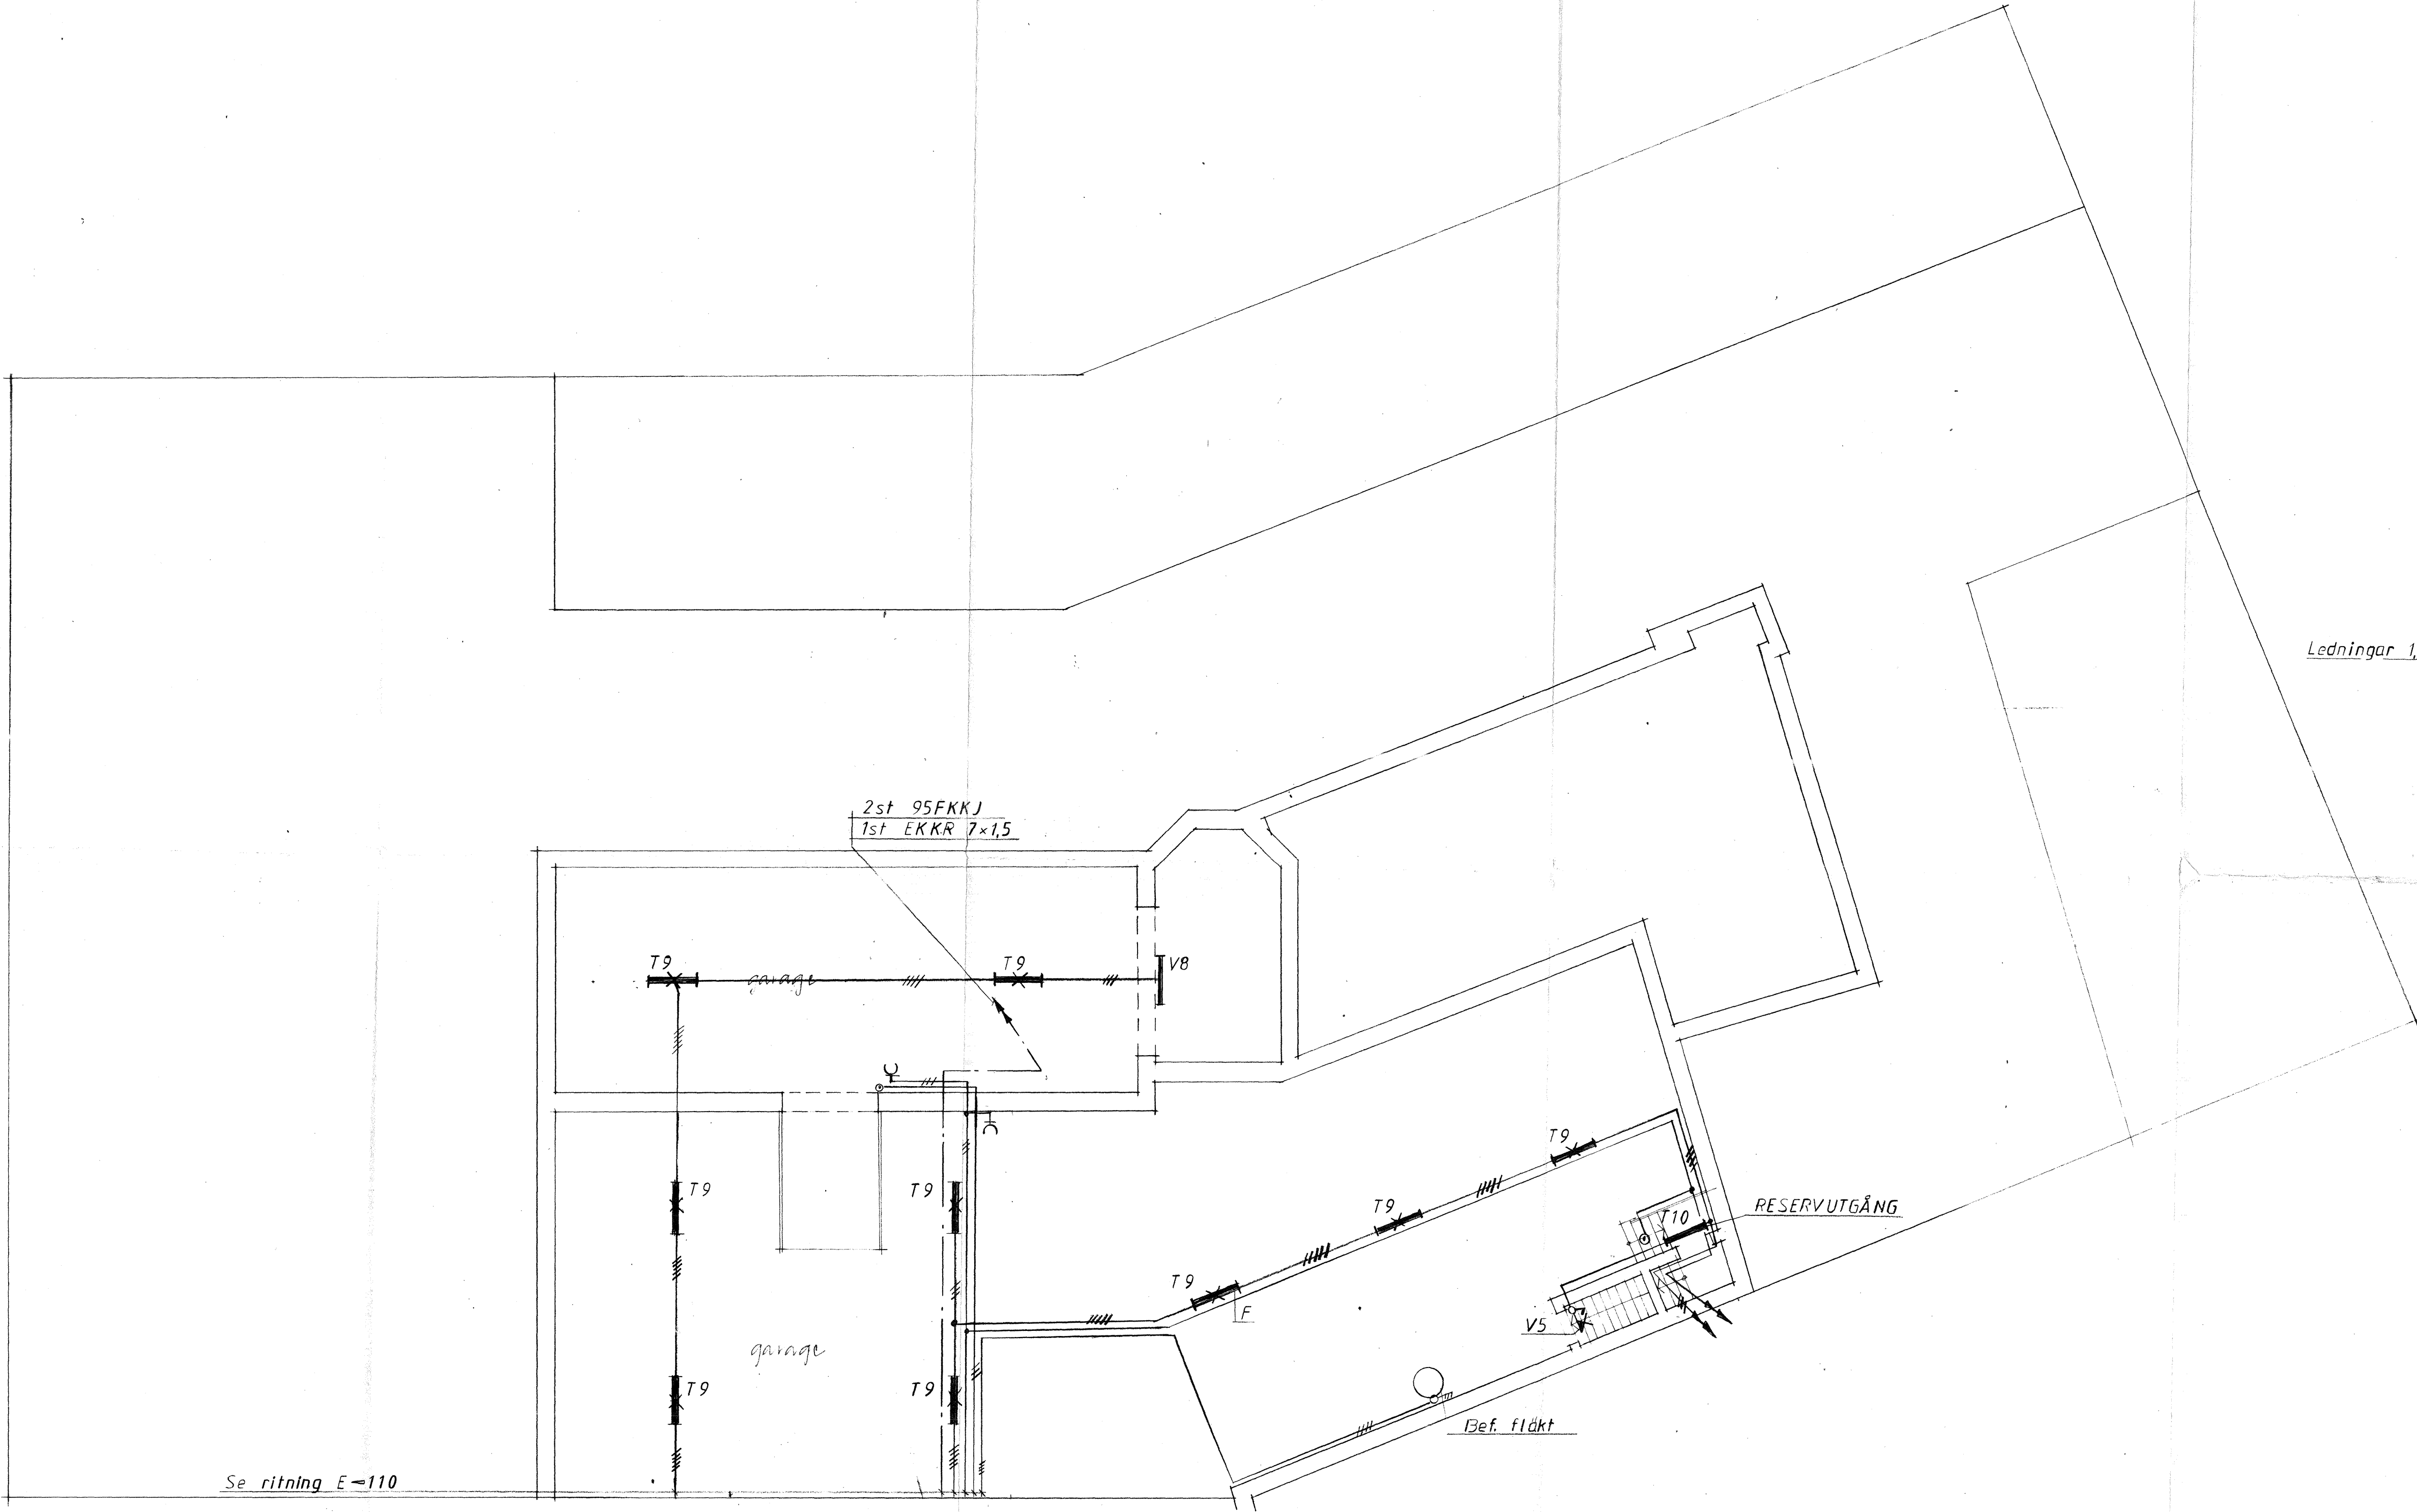 Ledningar 1,
2st 95FKKJ
1st EKKR 7×1,5
T9
garage
T9
V8
T9
T9
T9
T9
T9
T10
RESERVUTGÅNG
T9
F
V5
garage
T9
T9
Bef. fläkt
Se ritning E-110